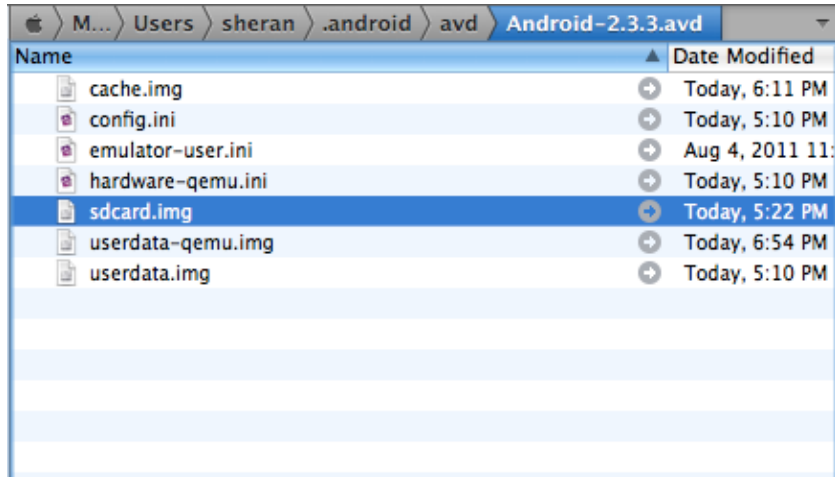 M... Users sheran .android avd Android-2.3.3.avd
Name Date Modified
cache.img Today, 6:11 PM
config.ini Today, 5:10 PM
emulator-user.ini Aug 4, 2011 11:
hardware-qemu.ini Today, 5:10 PM
sdcard.img Today, 5:22 PM
userdata-qemu.img Today, 6:54 PM
userdata.img Today, 5:10 PM